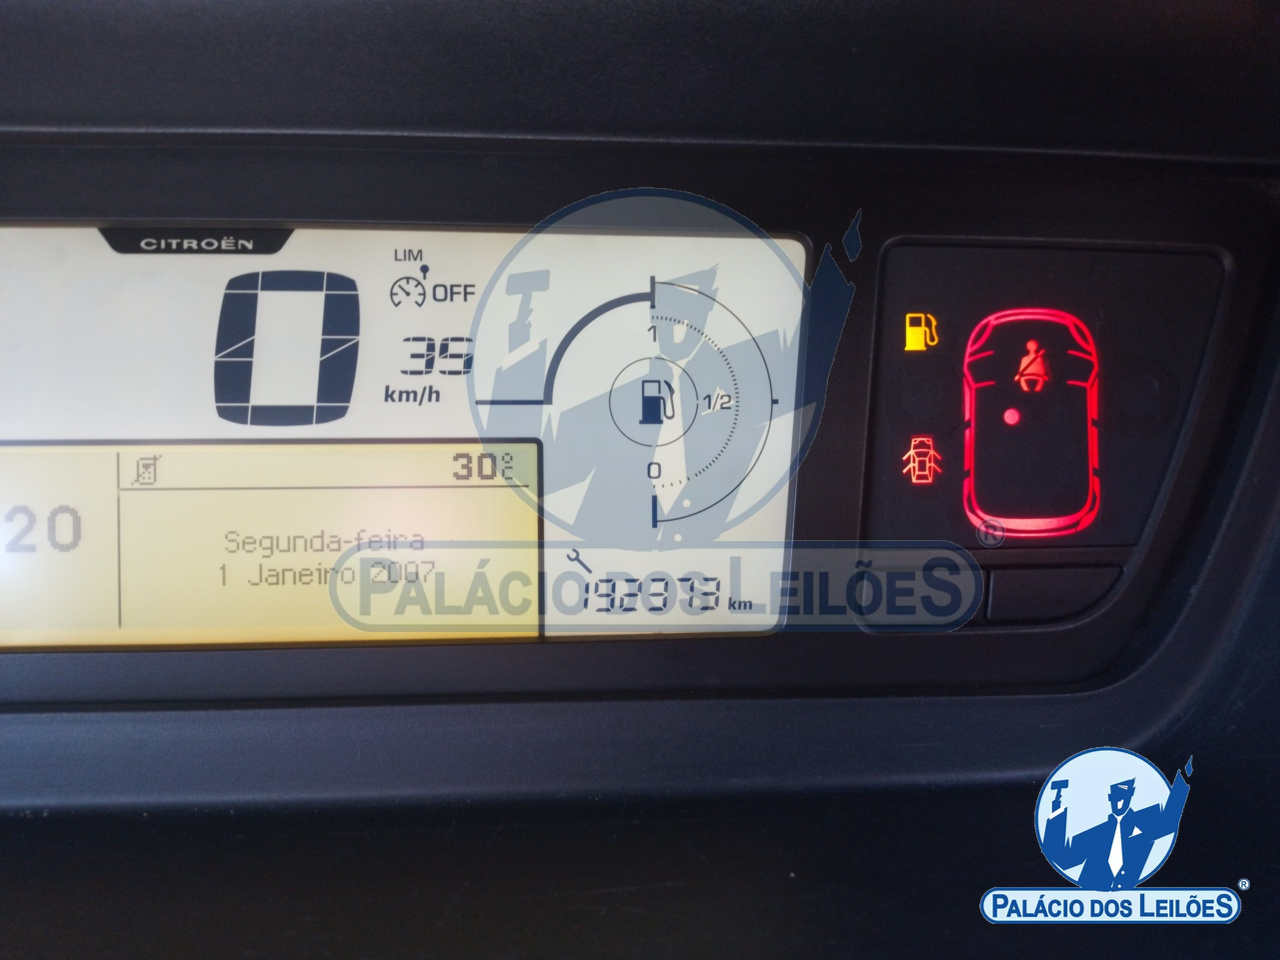 CITROËN
LIM
OFF
0
39
km/h
1
1/2
0
30°C
20
Segunda-feira
1 Janeiro 2007
192373 km
PALÁCIO DOS LEILÕES
®
PALÁCIO DOS LEILÕES ®